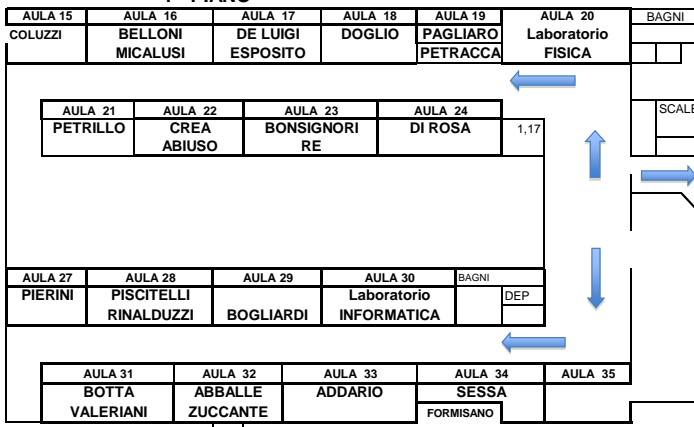 AULA 15 AULA 16 AULA 17 AULA 18 AULA 19 AULA 20 BAGNI
COLUZZI BELLONI DE LUIGI DOGLIO PAGLIARO Laboratorio
MICALUSI ESPOSITO PETRACCA FISICA
AULA 21 AULA 22 AULA 23 AULA 24 SCALE
PETRILLO CREA BONSIGNORI DI ROSA 1,17
ABIUSO RE
AULA 27 AULA 28 AULA 29 AULA 30 BAGNI
PIERINI PISCITELLI Laboratorio DEP
RINALDUZZI BOGLIARDI INFORMATICA
AULA 31 AULA 32 AULA 33 AULA 34 AULA 35
BOTTA ABBALLE ADDARIO SESSA
VALERIANI ZUCCANTE FORMISANO